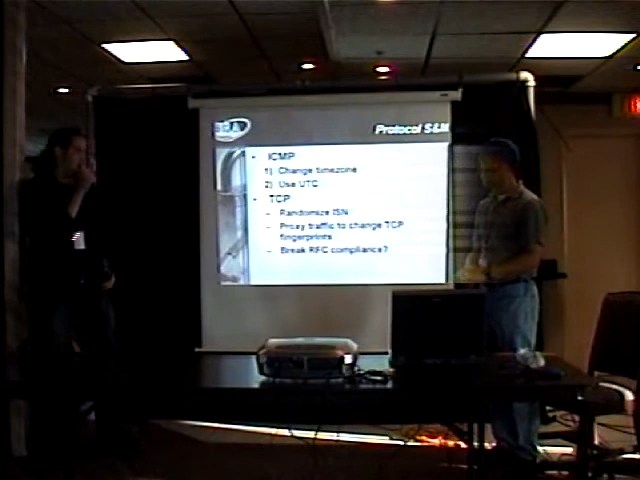 Protocol S&M
• ICMP
1) Change timezone
2) Use UTC
• TCP
– Randomize ISN
– Proxy traffic to change TCP
fingerprints
– Break RFC compliance?